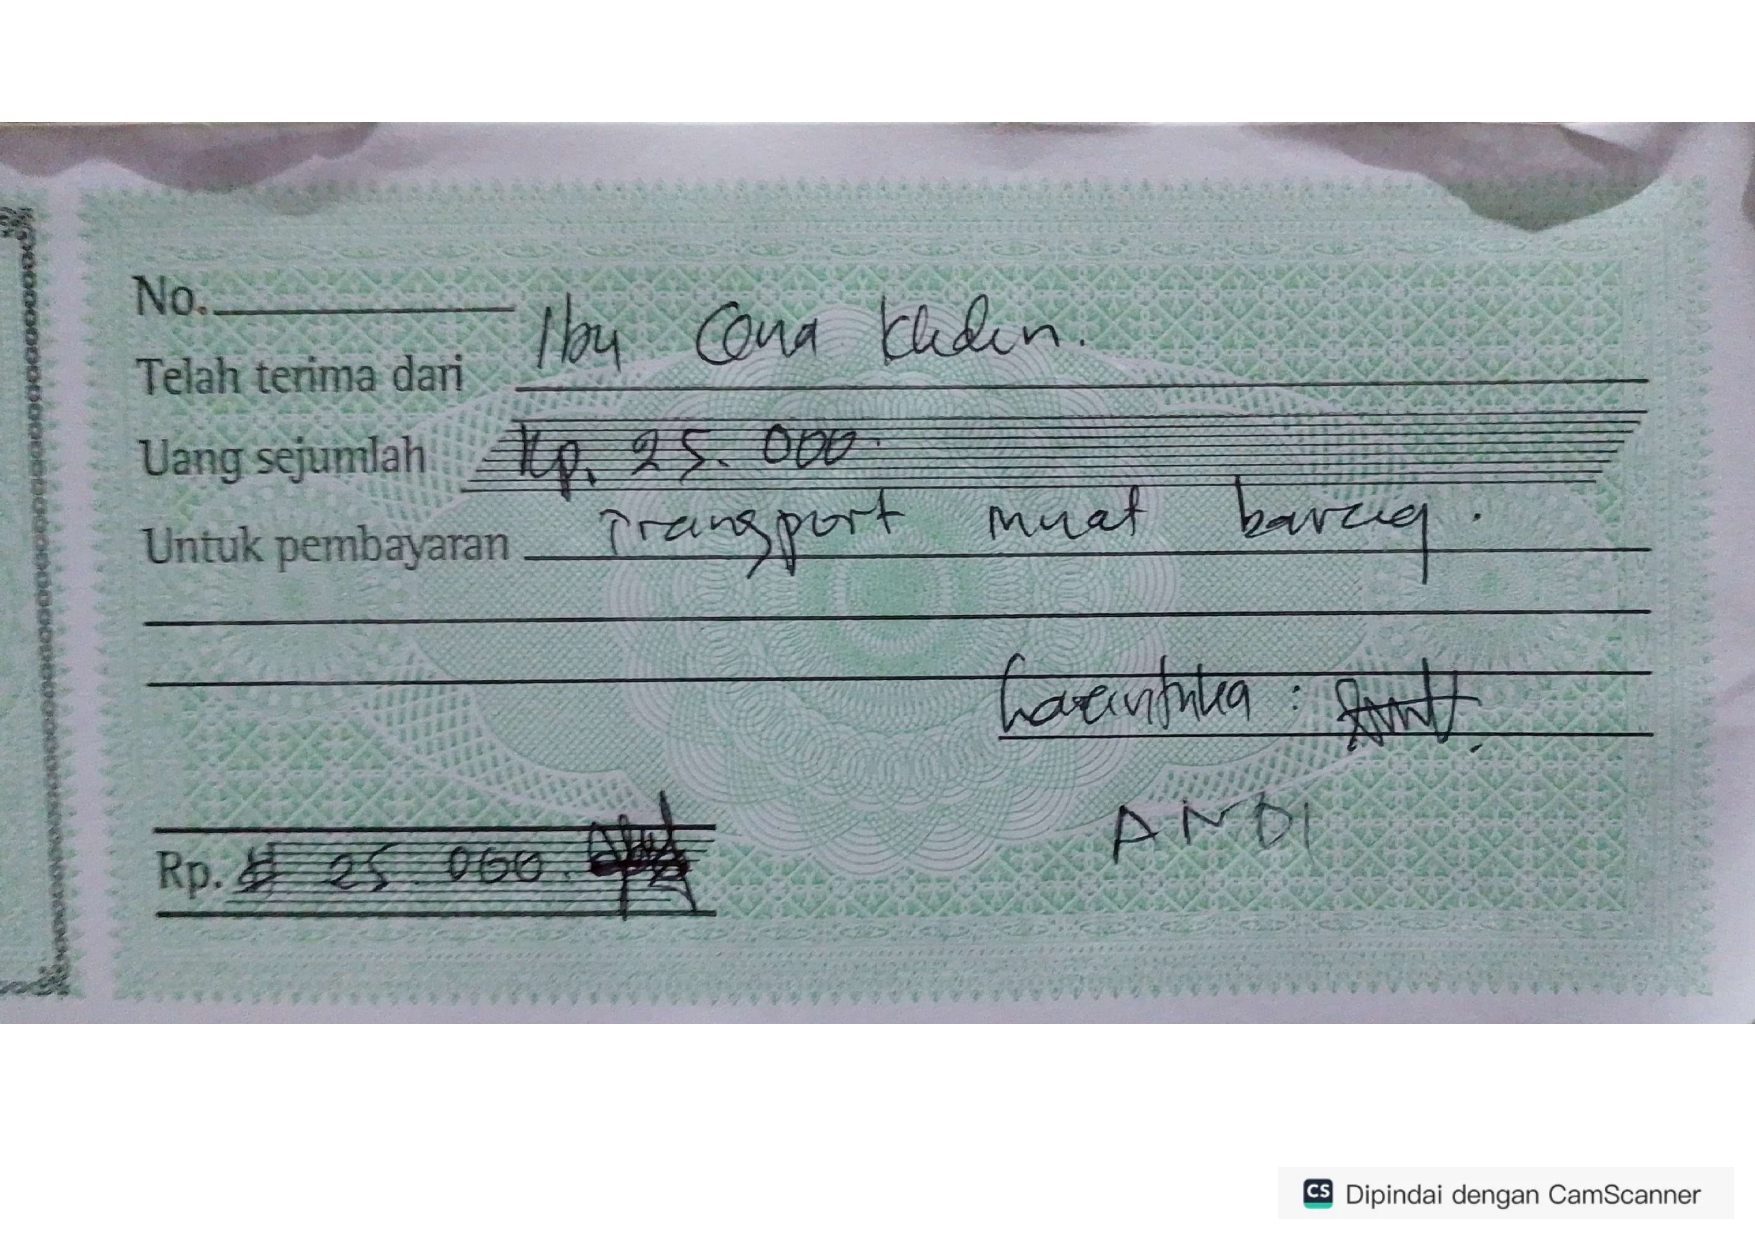 No.
Telah terima dari Ibu
Uang sejumlah Rp. 25.000.
Untuk pembayaran Transport muat barang.
ANDI
Rp. 25.000.
CS Dipindai dengan CamScanner